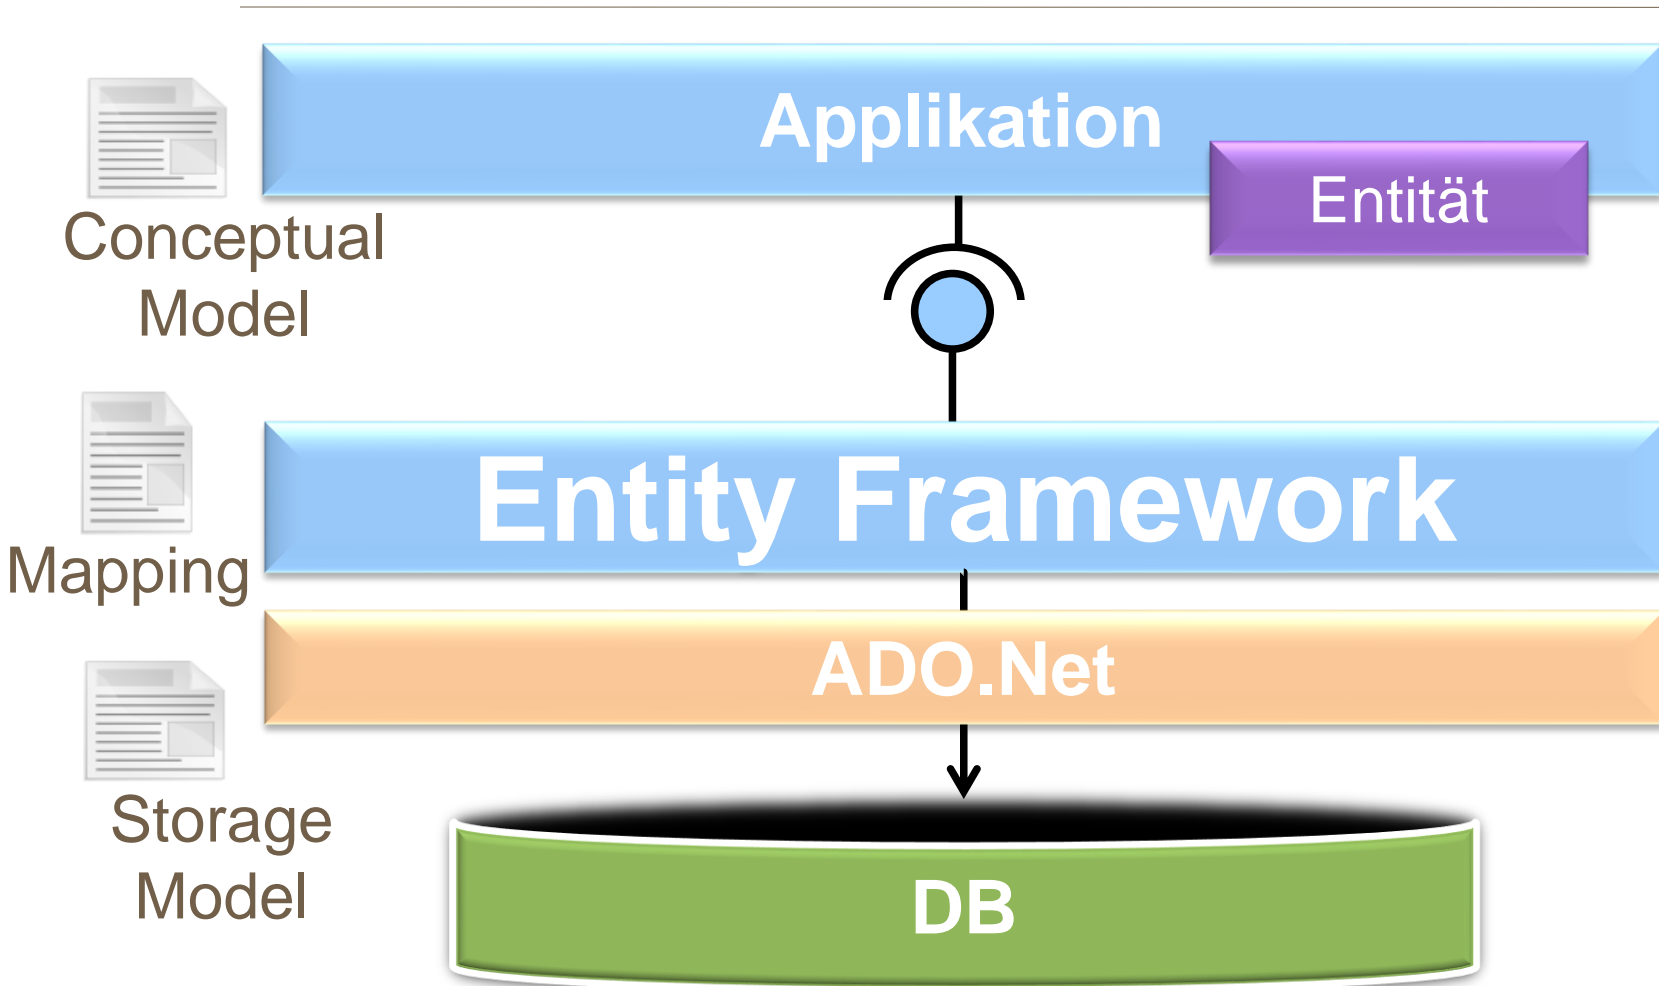 Applikation
Entität
Conceptual
Model
Entity Framework
Mapping
ADO.Net
Storage
Model
DB